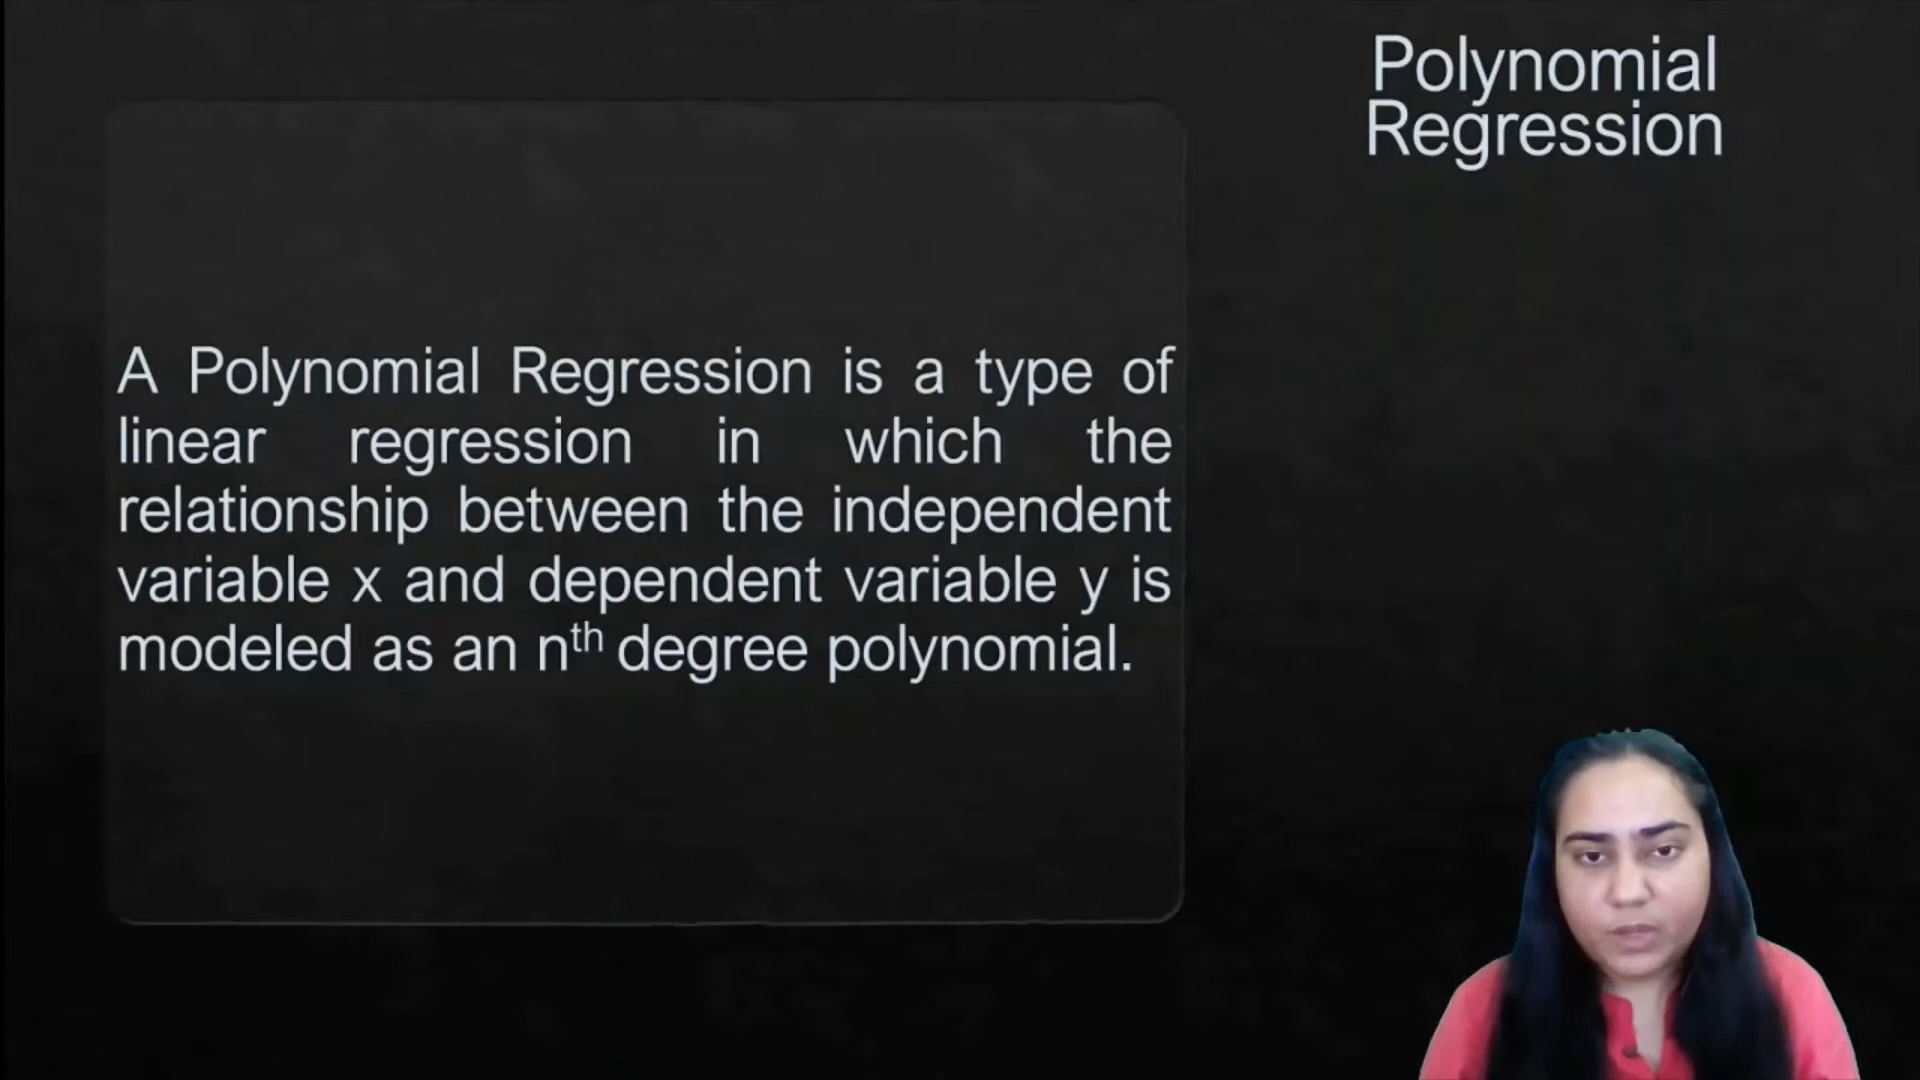 Polynomial
Regression
A Polynomial Regression is a type of
linear regression in which the
relationship between the independent
variable x and dependent variable y is
modeled as an nth degree polynomial.